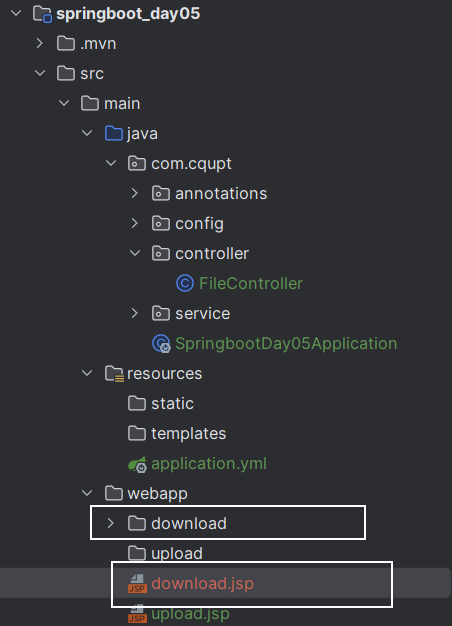 springboot_day05
.mvn
src
main
java
com.cqupt
annotations
config
controller
FileController
service
SpringbootDay05Application
resources
static
templates
application.yml
webapp
download
upload
download.jsp
upload.jsp